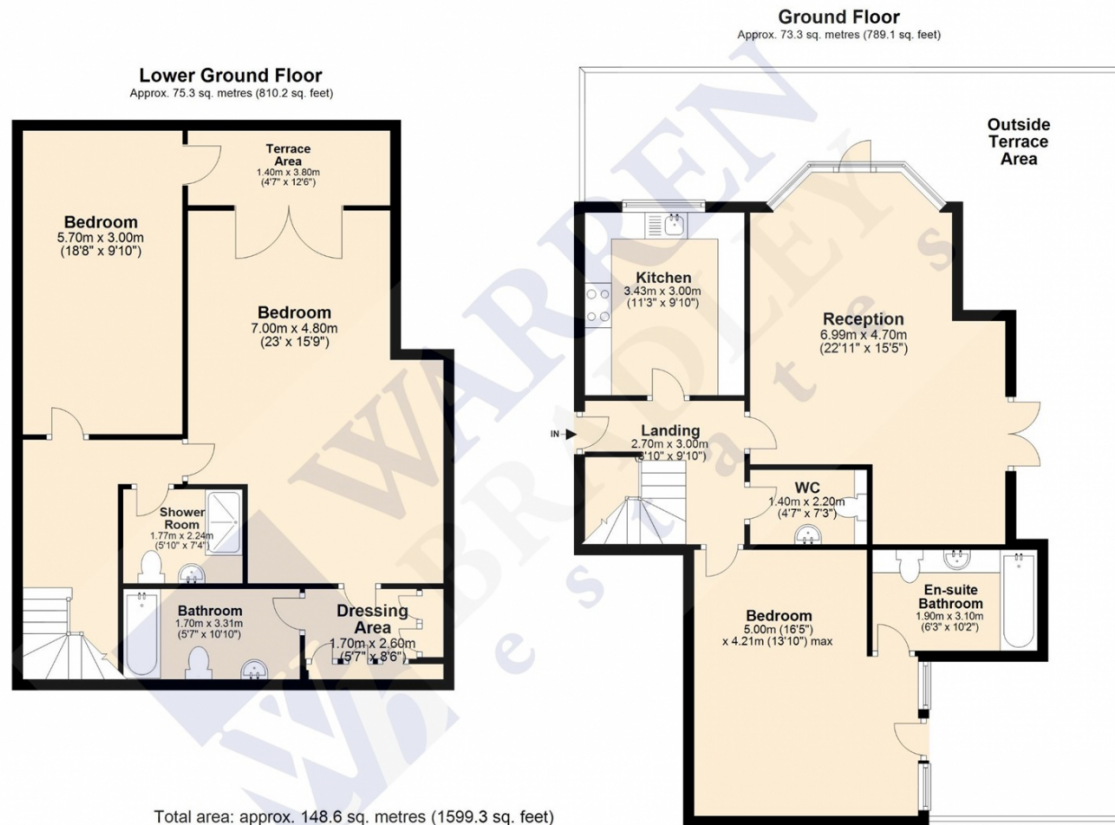 Ground Floor
Approx. 73.3 sq. metres (789.1 sq. feet)
Lower Ground Floor
Approx. 75.3 sq. metres (810.2 sq. feet)
Outside
Terrace
Area
Terrace
Area
1.40m x 3.80m
(4'7" x 12'6")
Bedroom
5.70m x 3.00m
(18'8" x 9'10")
Bedroom
7.00m x 4.80m
(23' x 15'9")
Shower
Room
1.77m x 2.24m
(5'10" x 7'4")
Bathroom
1.70m x 3.31m
(5'7" x 10'10")
Dressing
Area
1.70m x 2.60m
(5'7" x 8'6")
Kitchen
3.43m x 3.00m
(11'3" x 9'10")
Reception
6.99m x 4.70m
(22'11" x 15'5")
IN
Landing
2.70m x 3.00m
(8'10" x 9'10")
WC
1.40m x 2.20m
(4'7" x 7'3")
En-suite
Bathroom
1.90m x 3.10m
(6'3" x 10'2")
Bedroom
5.00m (16'5")
x 4.21m (13'10") max
Total area: approx. 148.6 sq. metres (1599.3 sq. feet)
WARREN
BRADLEY
estates